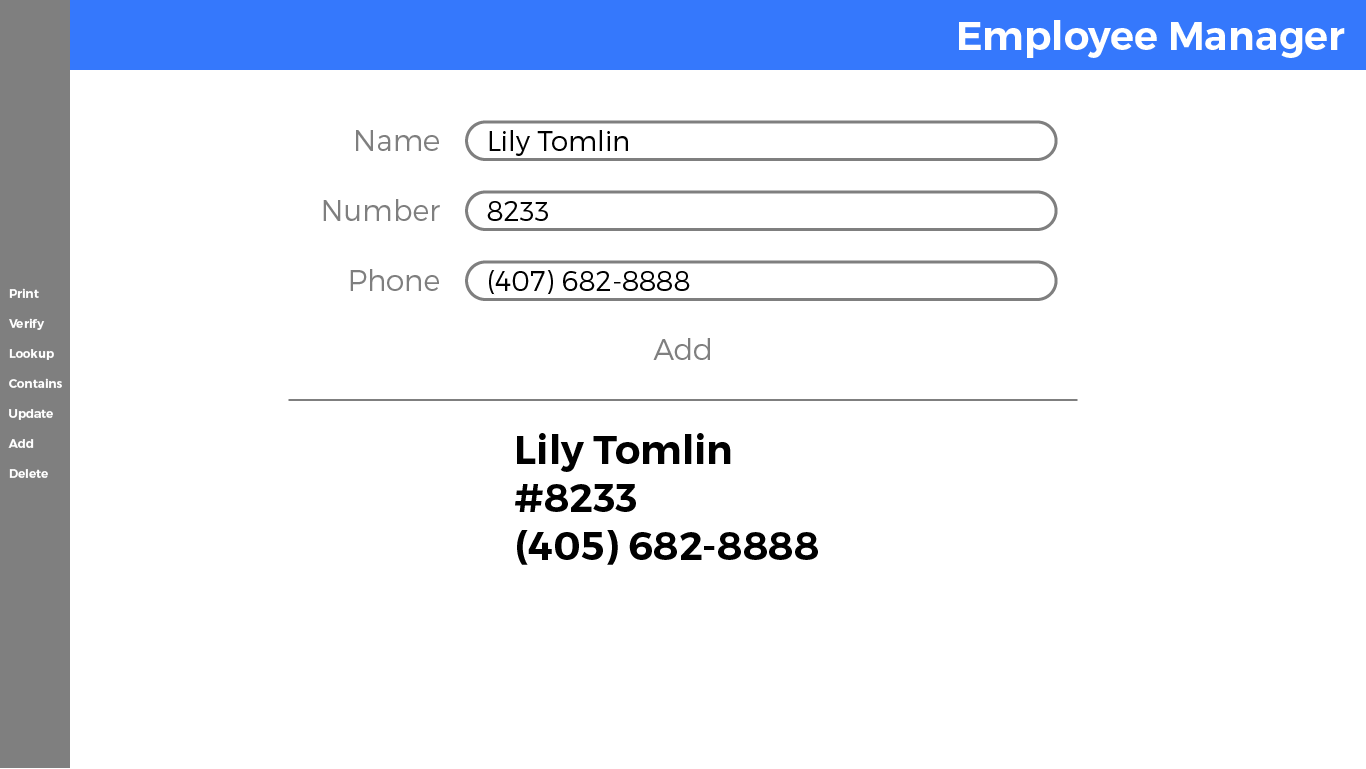 Employee Manager
Name Lily Tomlin
Number 8233
Phone (407) 682-8888
Add
Lily Tomlin
#8233
(405) 682-8888
Print
Verify
Lookup
Contains
Update
Add
Delete